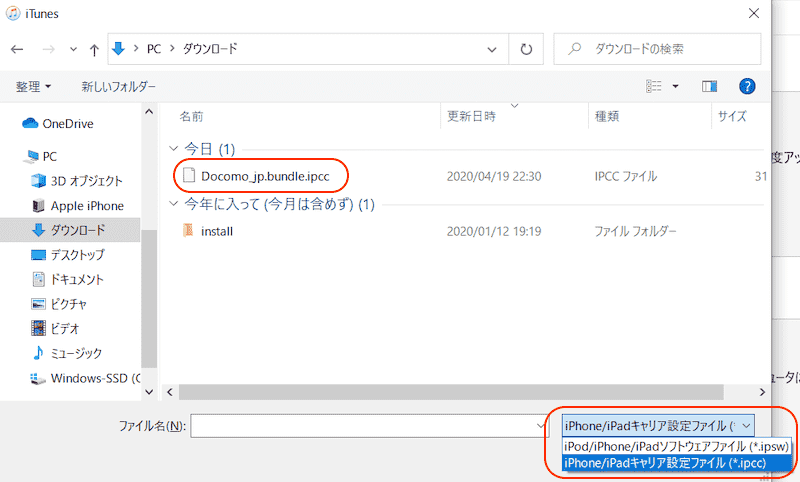 iTunes
PC > ダウンロード
ダウンロードの検索
整理
新しいフォルダー
名前 更新日時 種類 サイズ
OneDrive
PC
3D オブジェクト
Apple iPhone
ダウンロード
デスクトップ
ドキュメント
ピクチャ
ビデオ
ミュージック
Windows-SSD (C
今日 (1)
Docomo_jp.bundle.ipcc 2020/04/19 22:30 IPCC ファイル 31
今年に入って (今月は含めず) (1)
install 2020/01/12 19:19 ファイル フォルダー
度アッ
ュータに
ファイル名(N):
iPhone/iPadキャリア設定ファイル (*
iPod/iPhone/iPadソフトウェアファイル (*.ipsw)
iPhone/iPadキャリア設定ファイル (*.ipcc)